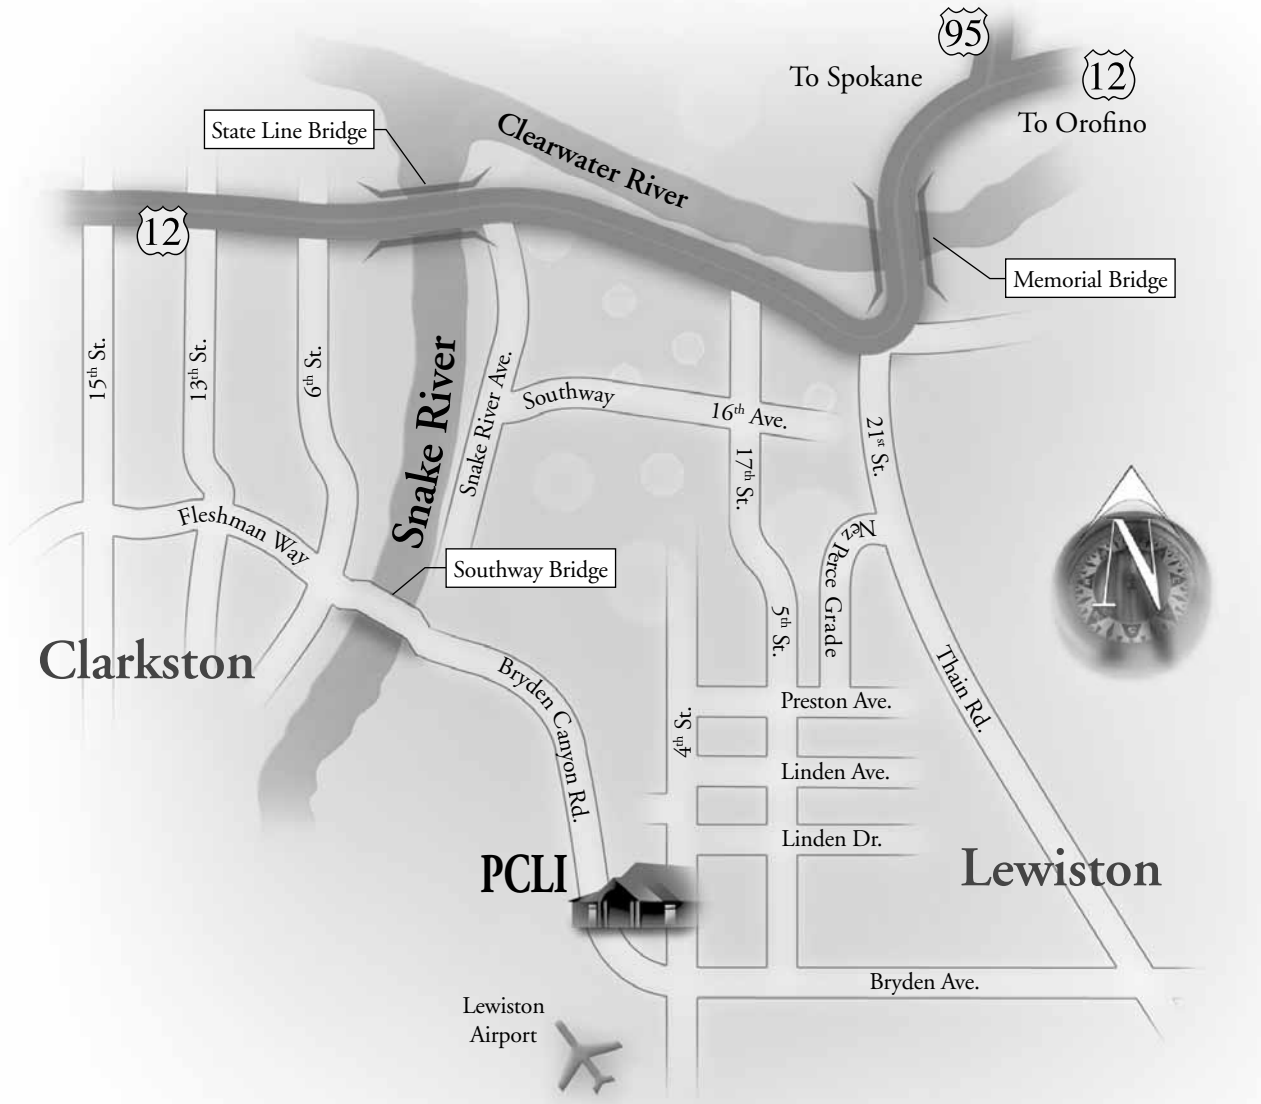 95
To Spokane
12
To Orofino
State Line Bridge
Clearwater River
12
Memorial Bridge
15th St.
13th St.
6th St.
Snake River
Snake River Ave.
Southway
16th Ave.
17th St.
21st St.
Fleshman Way
Nez Perce Grade
N
Southway Bridge
5th St.
Clarkston
Bryden Canyon Rd.
Thain Rd.
4th St.
Preston Ave.
Linden Ave.
Linden Dr.
PCLI
Lewiston
Bryden Ave.
Lewiston
Airport